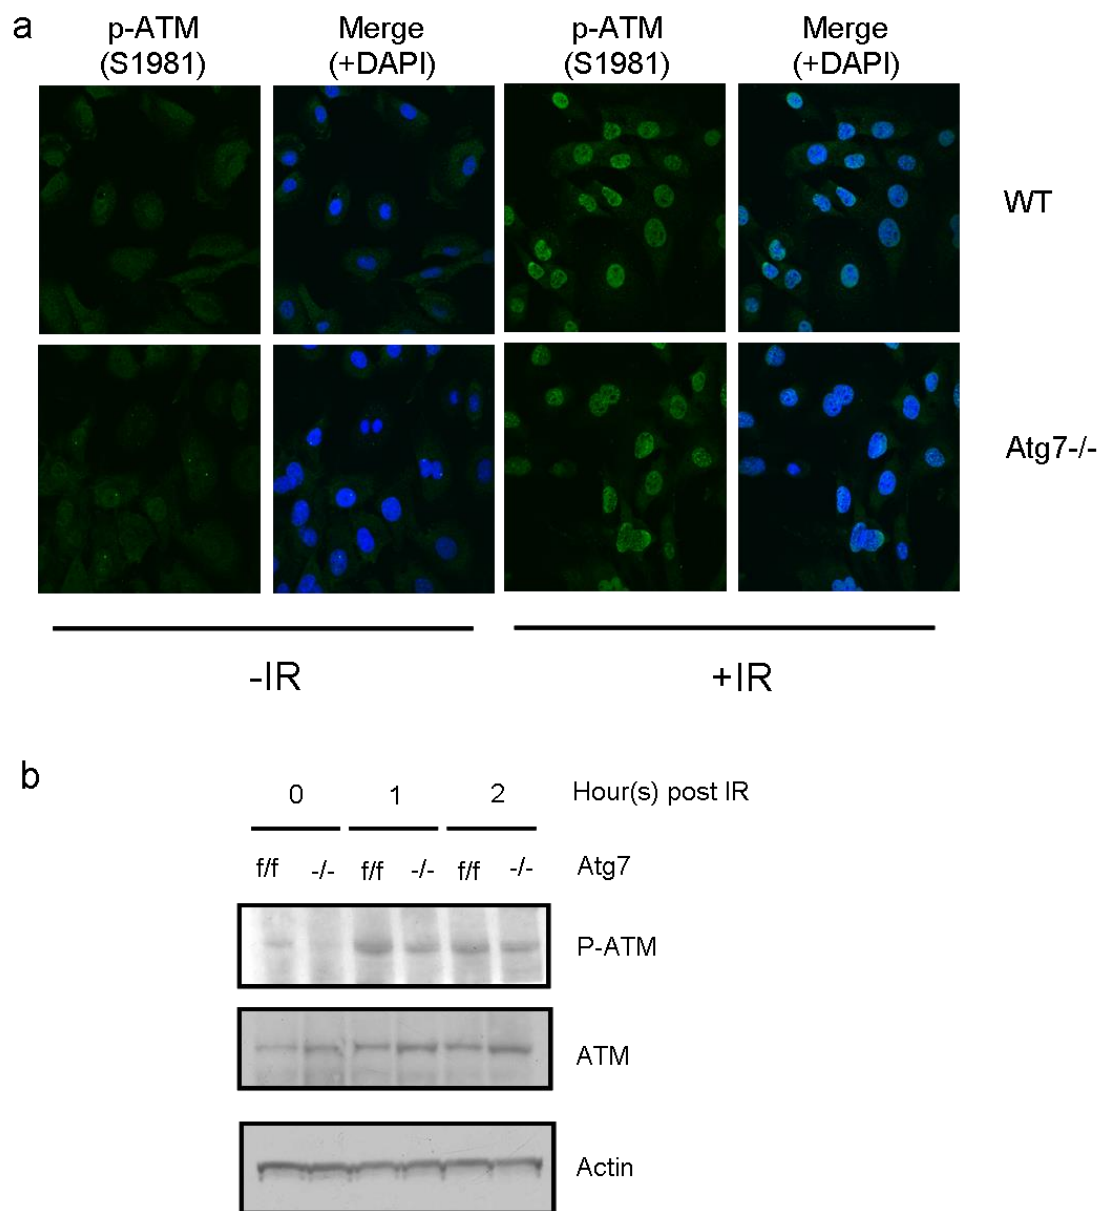 a
p-ATM Merge p-ATM Merge
(S1981) (+DAPI) (S1981) (+DAPI)
WT
Atg7-/-
-IR +IR
b
0 1 2 Hour(s) post IR
f/f -/- f/f -/- f/f -/- Atg7
P-ATM
ATM
Actin